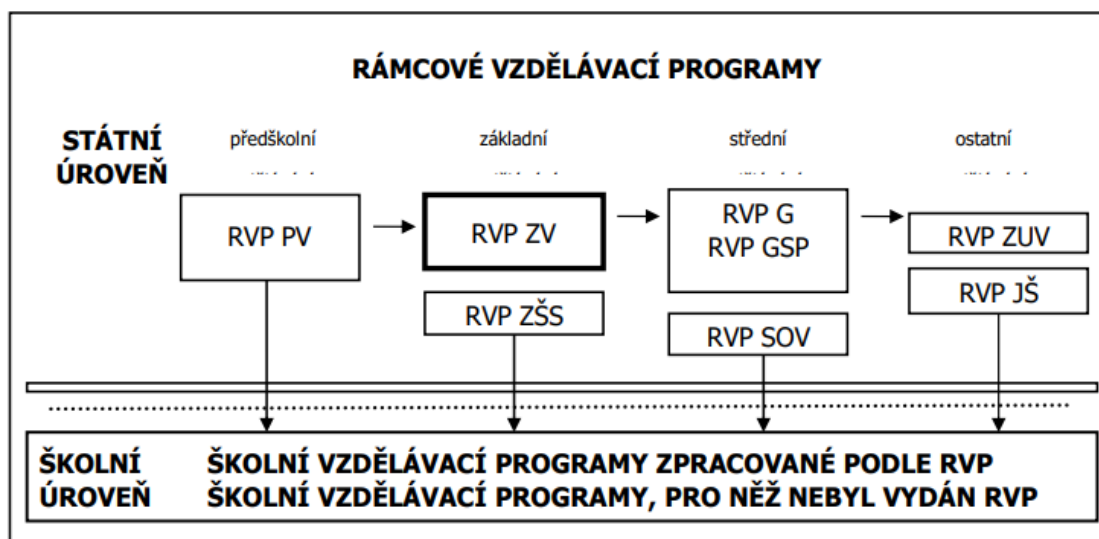 RÁMCOVÉ VZDĚLÁVACÍ PROGRAMY
STÁTNÍ ÚROVEŇ
předškolní
základní
střední
ostatní
RVP PV
RVP ZV
RVP G
RVP GSP
RVP ZUV
RVP ZŠS
RVP JŠ
RVP SOV
ŠKOLNÍ ÚROVEŇ
ŠKOLNÍ VZDĚLÁVACÍ PROGRAMY ZPRACOVANÉ PODLE RVP
ŠKOLNÍ VZDĚLÁVACÍ PROGRAMY, PRO NĚŽ NEBYL VYDÁN RVP